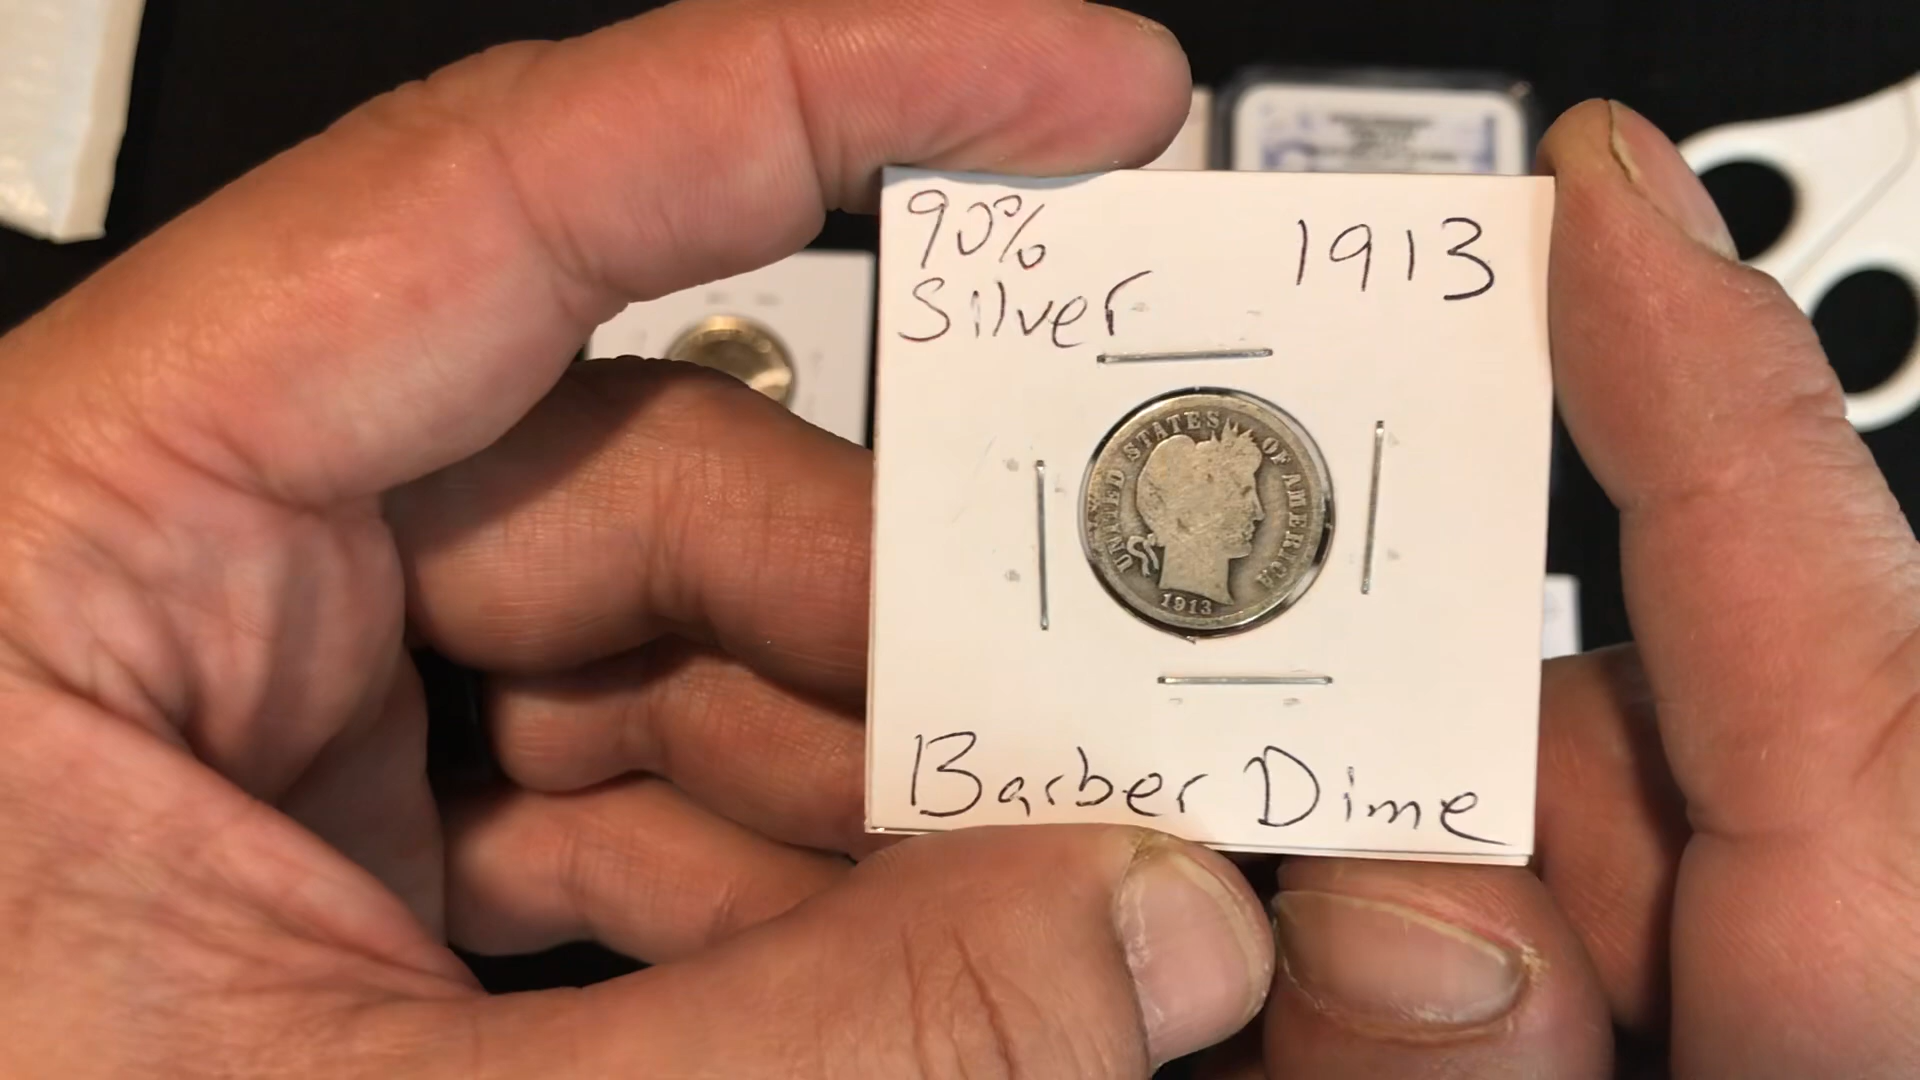 90%
Silver
1913
UNITED STATES OF AMERICA
1913
Barber Dime